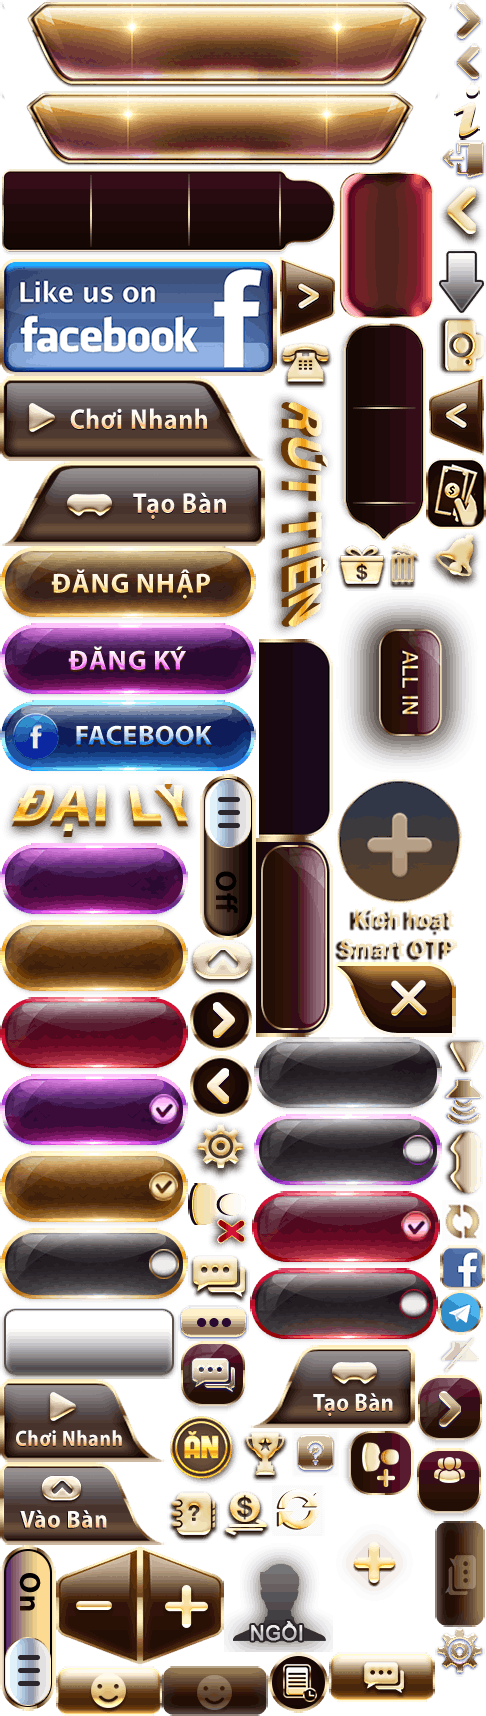 Like us on
facebook
Chơi Nhanh
RÚT TIỀN
Tạo Bàn
ĐĂNG NHẬP
ĐĂNG KÝ
ALL IN
f FACEBOOK
ĐẠI LÝ
Off
Kích hoạt
Smart OTP
Tạo Bàn
Chơi Nhanh
ĂN
Vào Bàn
On
NGỒI